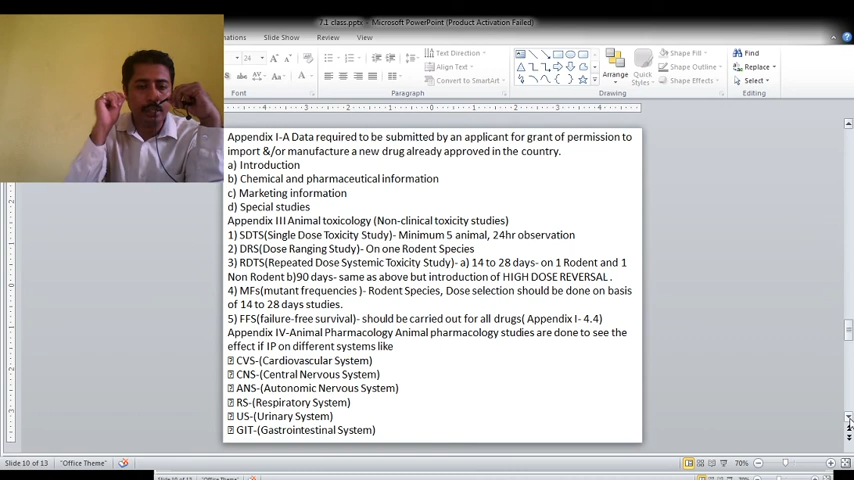 7.1 class.pptx - Microsoft PowerPoint (Product Activation Failed)
mations Slide Show Review View
24 Text Direction Shape Fill Find
Align Text Shape Outline Replace
Convert to SmartArt Arrange Quick Styles Shape Effects Select
Font Paragraph Drawing Editing
Appendix I-A Data required to be submitted by an applicant for grant of permission to
import &/or manufacture a new drug already approved in the country.
a) Introduction
b) Chemical and pharmaceutical information
c) Marketing information
d) Special studies
Appendix III Animal toxicology (Non-clinical toxicity studies)
1) SDTS(Single Dose Toxicity Study)- Minimum 5 animal, 24hr observation
2) DRS(Dose Ranging Study)- On one Rodent Species
3) RDTS(Repeated Dose Systemic Toxicity Study)- a) 14 to 28 days- on 1 Rodent and 1
Non Rodent b)90 days- same as above but introduction of HIGH DOSE REVERSAL .
4) MFs(mutant frequencies )- Rodent Species, Dose selection should be done on basis
of 14 to 28 days studies.
5) FFS(failure-free survival)- should be carried out for all drugs( Appendix I- 4.4)
Appendix IV-Animal Pharmacology Animal pharmacology studies are done to see the
effect if IP on different systems like
CVS-(Cardiovascular System)
CNS-(Central Nervous System)
ANS-(Autonomic Nervous System)
RS-(Respiratory System)
US-(Urinary System)
GIT-(Gastrointestinal System)
Slide 10 of 13 "Office Theme" 70%